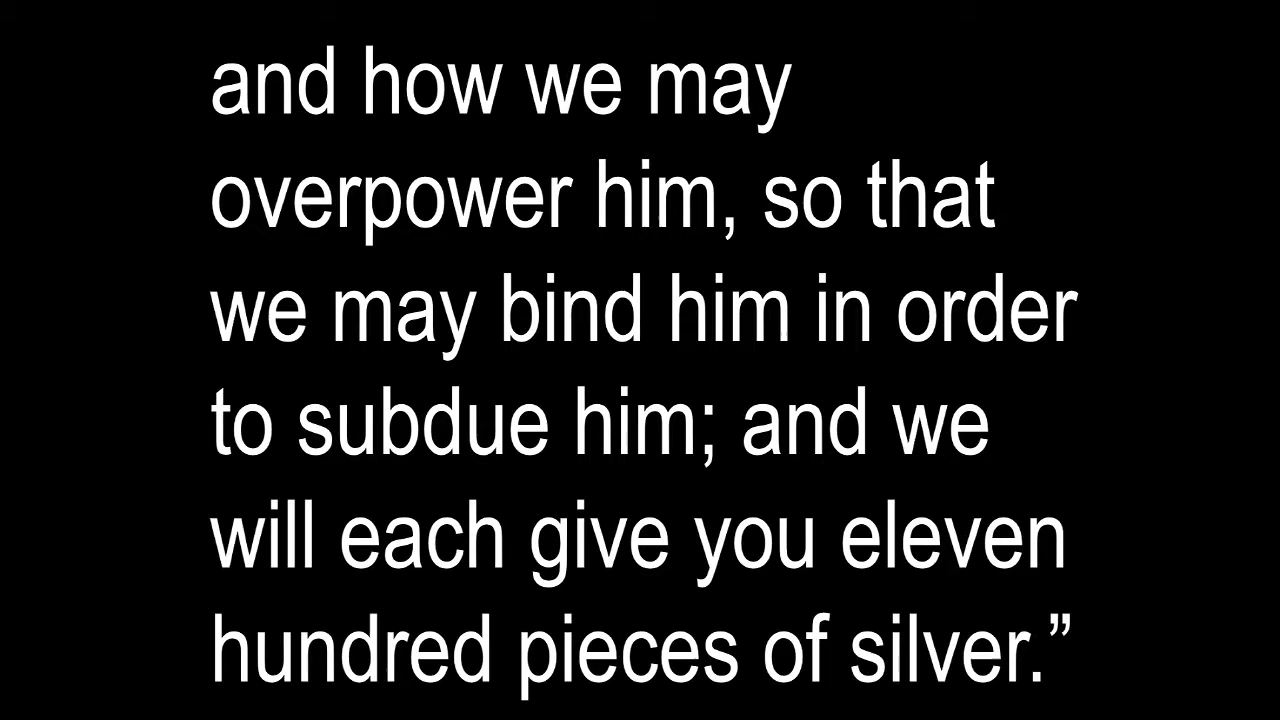 and how we may
overpower him, so that
we may bind him in order
to subdue him; and we
will each give you eleven
hundred pieces of silver.”